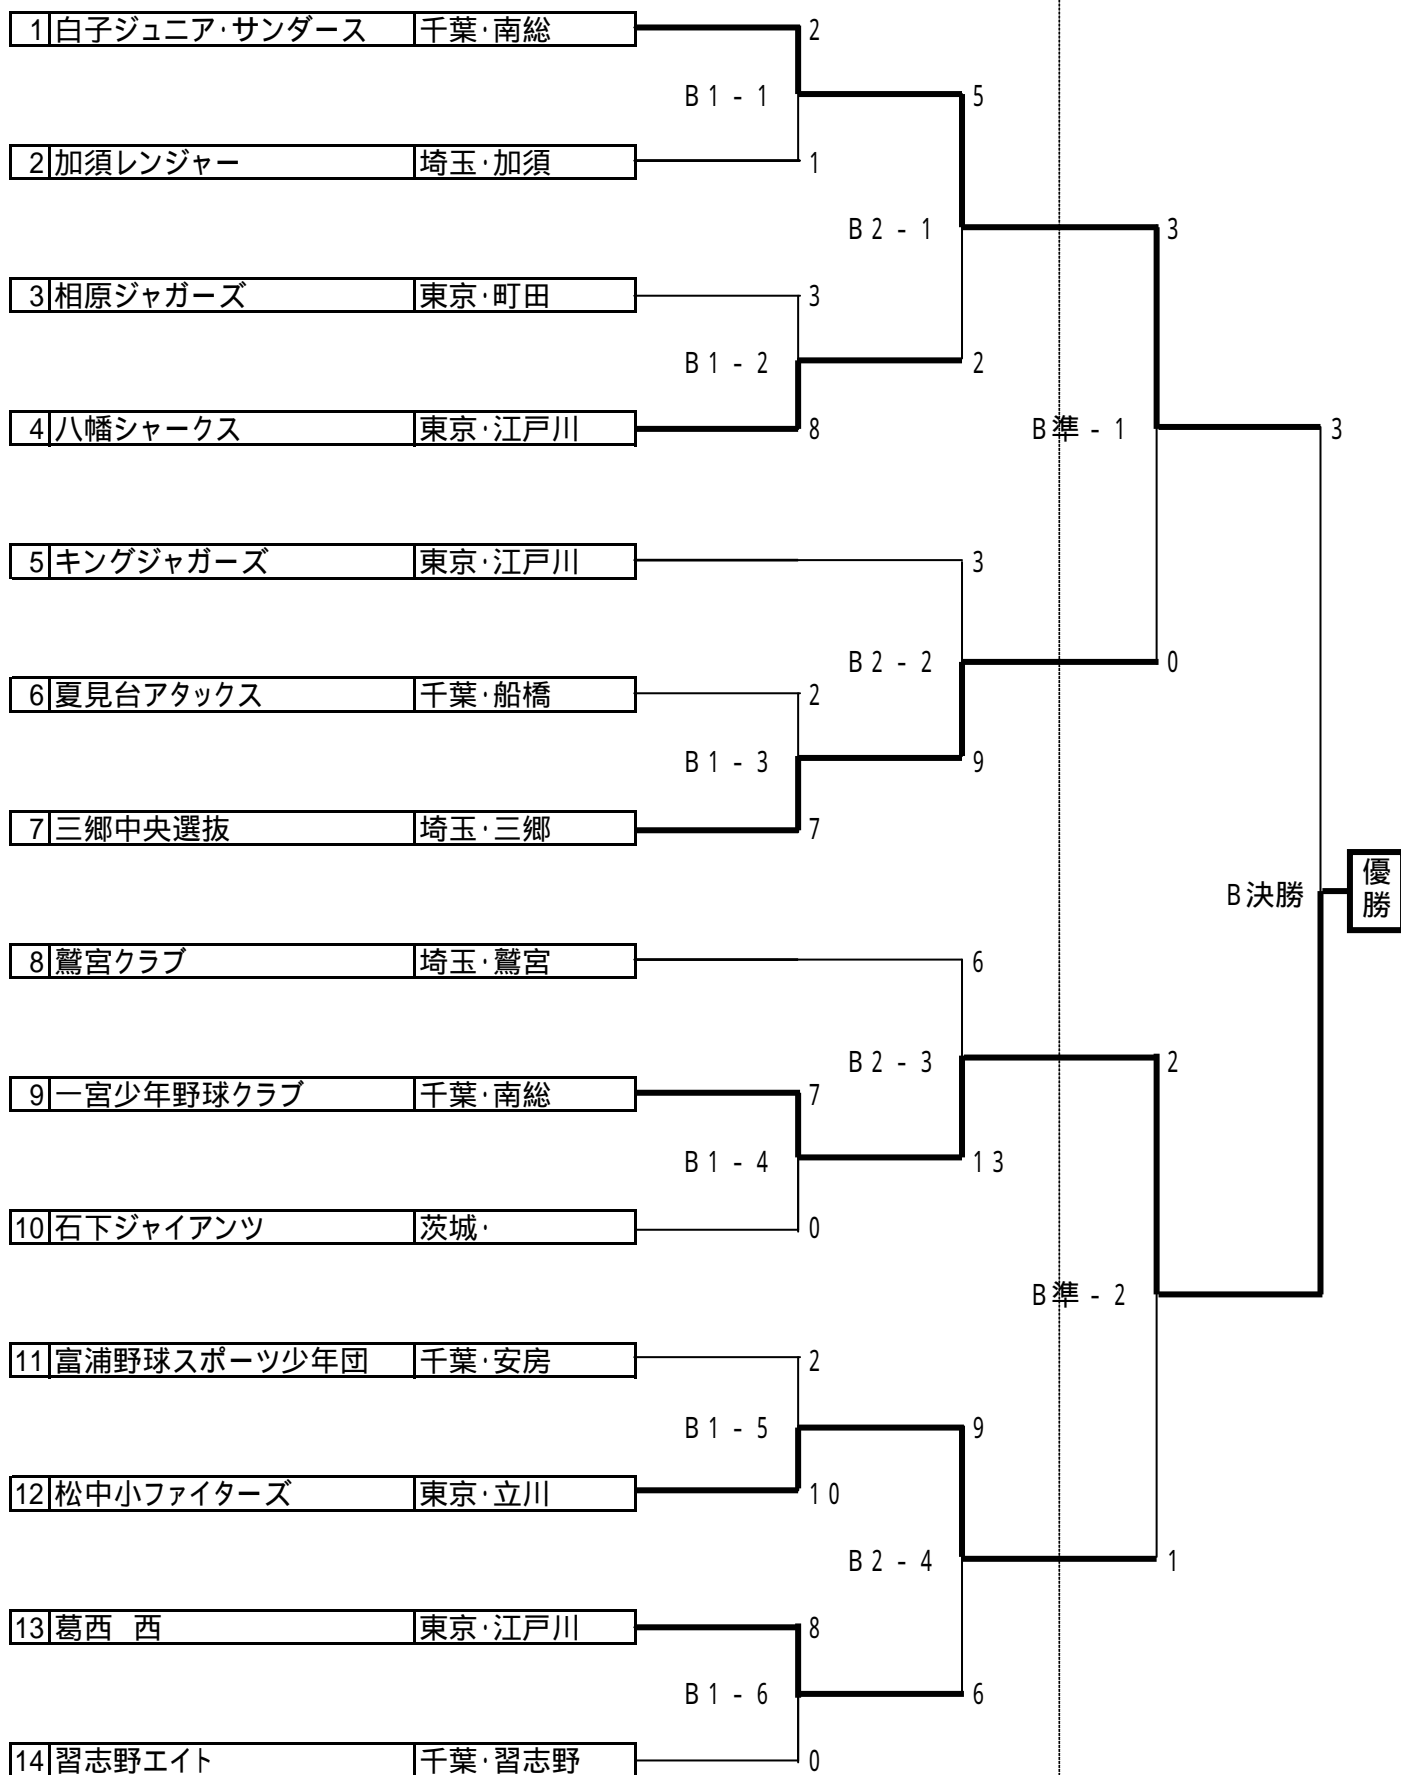 1 白子ジュニア・サンダース 千葉・南総 2
B1-1 5
2 加須レンジャー 埼玉・加須 1
B2-1 3
3 相原ジャガーズ 東京・町田 3
B1-2 2
4 八幡シャークス 東京・江戸川 8 B準-1 3
5 キングジャガーズ 東京・江戸川 3
B2-2 0
6 夏見台アタックス 千葉・船橋 2
B1-3 9
7 三郷中央選抜 埼玉・三郷 7
B決勝 優勝
8 鷲宮クラブ 埼玉・鷲宮 6
B2-3 2
9 一宮少年野球クラブ 千葉・南総 7
B1-4 13
10 石下ジャイアンツ 茨城・ 0
B準-2
11 富浦野球スポーツ少年団 千葉・安房 2
B1-5 9
12 松中小ファイターズ 東京・立川 10
B2-4 1
13 葛西 西 東京・江戸川 8
B1-6 6
14 習志野エイト 千葉・習志野 0